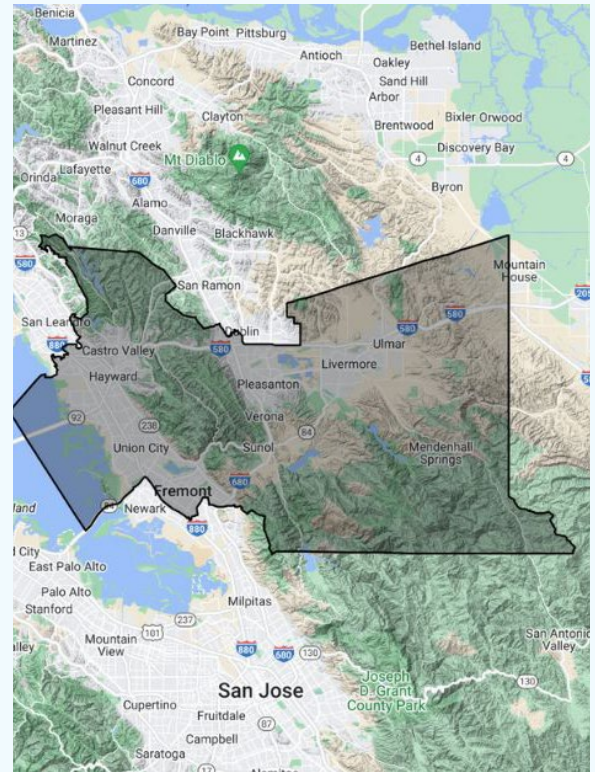 Benicia
Martinez
Bay Point Pittsburg
Antioch
Bethel Island
Oakley
Sand Hill
Arbor
Concord
Pleasant Hill
Clayton
Brentwood
Bixler Orwood
Walnut Creek
Mt Diablo
Discovery Bay
4
4
Lafayette
Orinda
680
Byron
Alamo
Moraga
13
Danville
Blackhawk
580
San Ramon
Mountain
House
205
San Leandro
Dublin
580
580
Ulmar
880
Castro Valley
580
Livermore
Hayward
Pleasanton
92
238
Verona
84
Union City
Sunol
Mendenhall
Springs
680
Fremont
84
Newark
880
East Palo Alto
Palo Alto
Stanford
Milpitas
237
Mountain
View
101
880
680
130
San Antonio
Valley
Joseph
D. Grant
County Park
130
San Jose
Cupertino
Fruitdale
87
Campbell
Saratoga
17